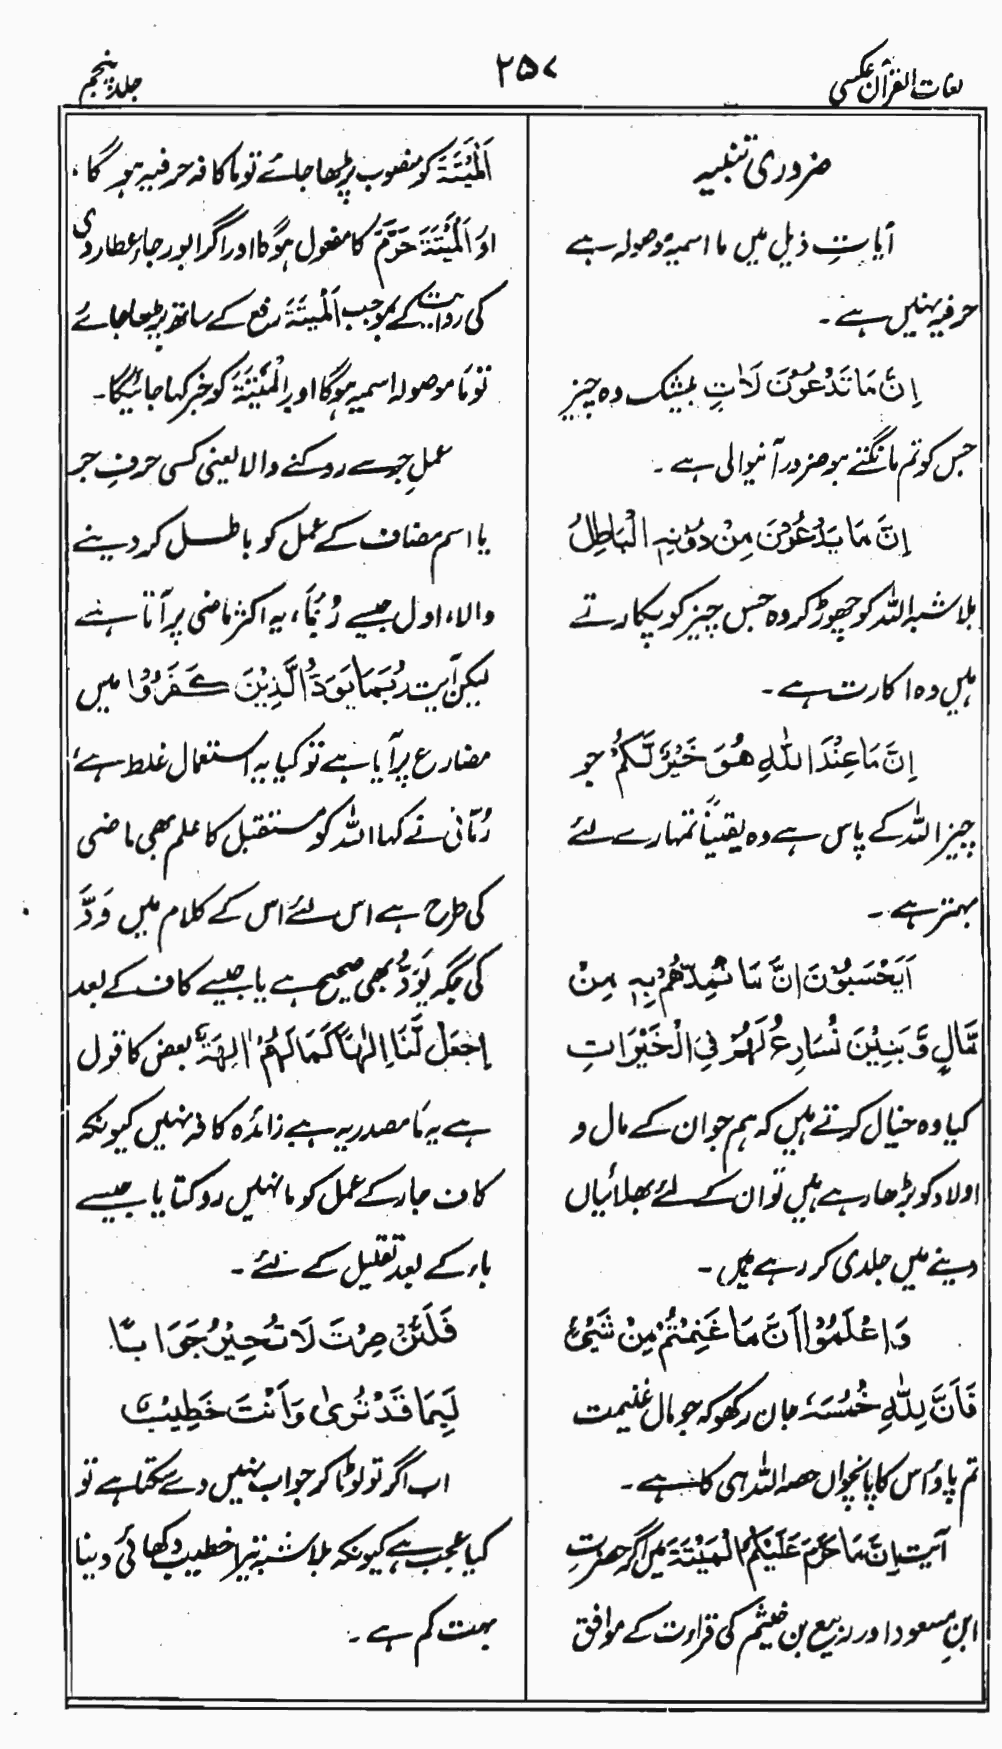 لغات القرآن عکسی
۲۵۷
جلد پنجم
ضروری تنبیہ
آیاتِ ذیل میں ما اسمیہ موصولہ ہے
حرفیہ نہیں ہے۔
اِنَّ مَا تَدْعُوْنَ لَاٰتٍ بیشک وہ چیز
جس کو تم مانگتے ہو ضرور آنیوالی ہے۔
اِنَّ مَا یَدْعُوْنَ مِنْ دُوْنِہٖ الْبَاطِلُ
بلاشبہ اللہ کو چھوڑ کر وہ جس چیز کو پکارتے
ہیں وہ اکارت ہے۔
اِنَّ مَا عِنْدَ اللّٰہِ ھُوَ خَیْرٌ لَّکُمْ جو
چیز اللہ کے پاس ہے وہ یقیناً تمہارے لئے
بہتر ہے۔
اَیَحْسَبُوْنَ اَنَّ مَا نُمِدُّھُمْ بِہٖ مِنْ
مَّالٍ وَّ بَنِیْنَ نُسَارِعُ لَھُمْ فِی الْخَیْرَاتِ
کیا وہ خیال کرتے ہیں کہ ہم جو ان کے مال و
اولاد کو بڑھا رہے ہیں تو ان کے لئے بھلائیاں
دینے میں جلدی کر رہے ہیں۔
وَاعْلَمُوْا اَنَّ مَا غَنِمْتُمْ مِنْ شَیْئٍ
فَاَنَّ لِلّٰہِ خُمُسَہٗ جان رکھو کہ جو مال غنیمت
تم پاؤ اس کا پانچواں حصہ اللہ ہی کا ہے۔
آیت اِنَّ مَا حَرَّمَ عَلَیْکُمُ الْمَیْتَۃَ میں اگر حضرتِ
ابنِ مسعود اور ربیع بن خیثم کی قراءت کے موافق
اَلْمَیْتَۃَ کو منصوب پڑھا جائے تو ما کافہ حرفیہ ہوگا،
اوَ اَلْمَیْتَۃَ حَرَّمَ کا مفعول ہوگا اور اگر ابو رجاء عطاردی
کی روایت کے بموجب اَلْمَیْتَۃَ رفع کے ساتھ پڑھا جائے
تو مَا موصولہ اسمیہ ہوگا اور اِلْمَیْتَۃَ کو خبر کہا جائیگا۔
عملِ جر سے روکنے والا یعنی کسی حرفِ جر
یا اسم مضاف کے عمل کو باطل کر دینے
والا، اول جیسے رُبَّمَا، یہ اکثر ماضی پر آتا ہے
لیکن آیت رُبَمَا یَوَدُّ الَّذِیْنَ کَفَرُوْا میں
مضارع پر آیا ہے تو کیا یہ استعمال غلط ہے؟
رُمّانی نے کہا اللہ کو مستقبل کا علم بھی ماضی
کی طرح ہے اس لئے اس کے کلام میں وَدَّ
کی جگہ یَوَدُّ بھی صحیح ہے یا جیسے کاف کے بعد
اِجْعَلْ لَّنَا اِلٰہًا کَمَا لَھُمْ اٰلِھَۃٌ بعض کا قول
ہے یہ مَا مصدریہ ہے زائدہ کافہ نہیں کیونکہ
کاف جار کے عمل کو ما نہیں روکتا یا جیسے
باء کے بعد تقلیل کے لئے۔
فَلَئِنْ صِرْتَ لَا تُحِیْرُ جَوَابًا
لَبِمَا قَدْ تُرٰی وَاَنْتَ خَطِیْبٌ
اب اگر تو لوٹا کر جواب نہیں دے سکتا ہے تو
کیا عجب ہے کیونکہ بلاشبہ تیرا خطیب دکھائی دینا
بہت کم ہے۔